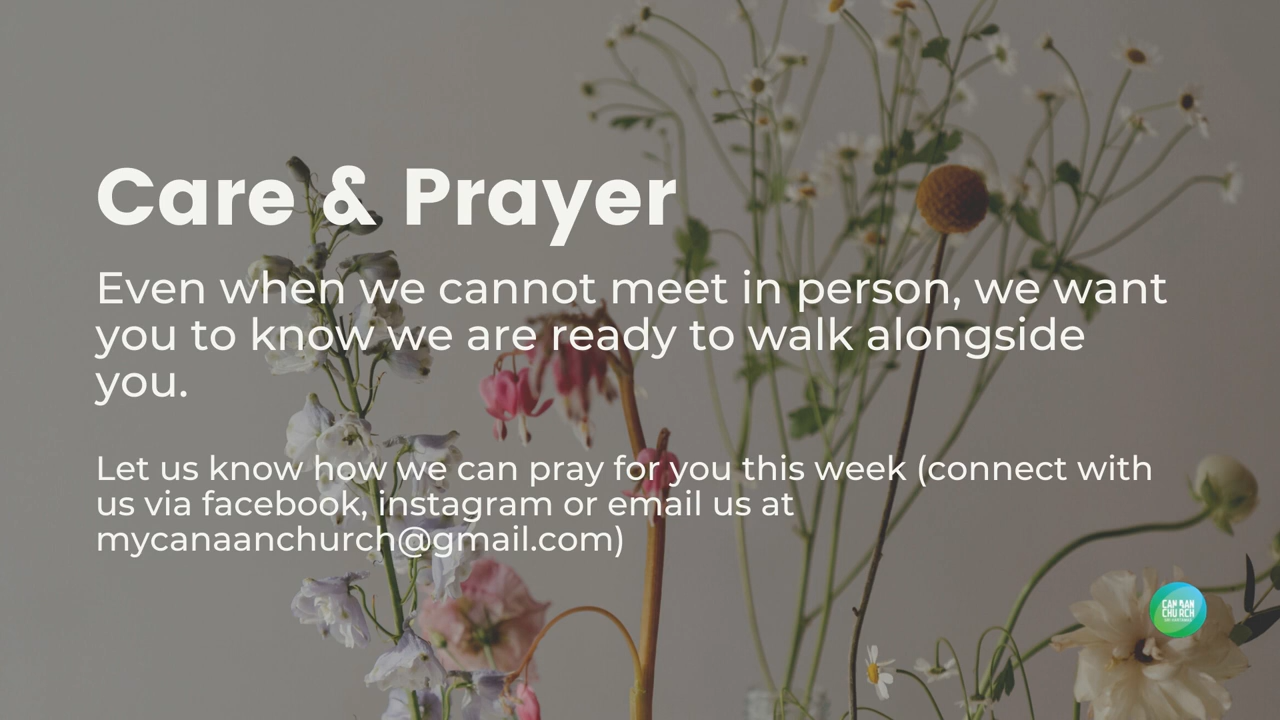 Care & Prayer
Even when we cannot meet in person, we want
you to know we are ready to walk alongside
you.
Let us know how we can pray for you this week (connect with
us via facebook, instagram or email us at
mycanaanchurch@gmail.com)
CANAAN
CHURCH